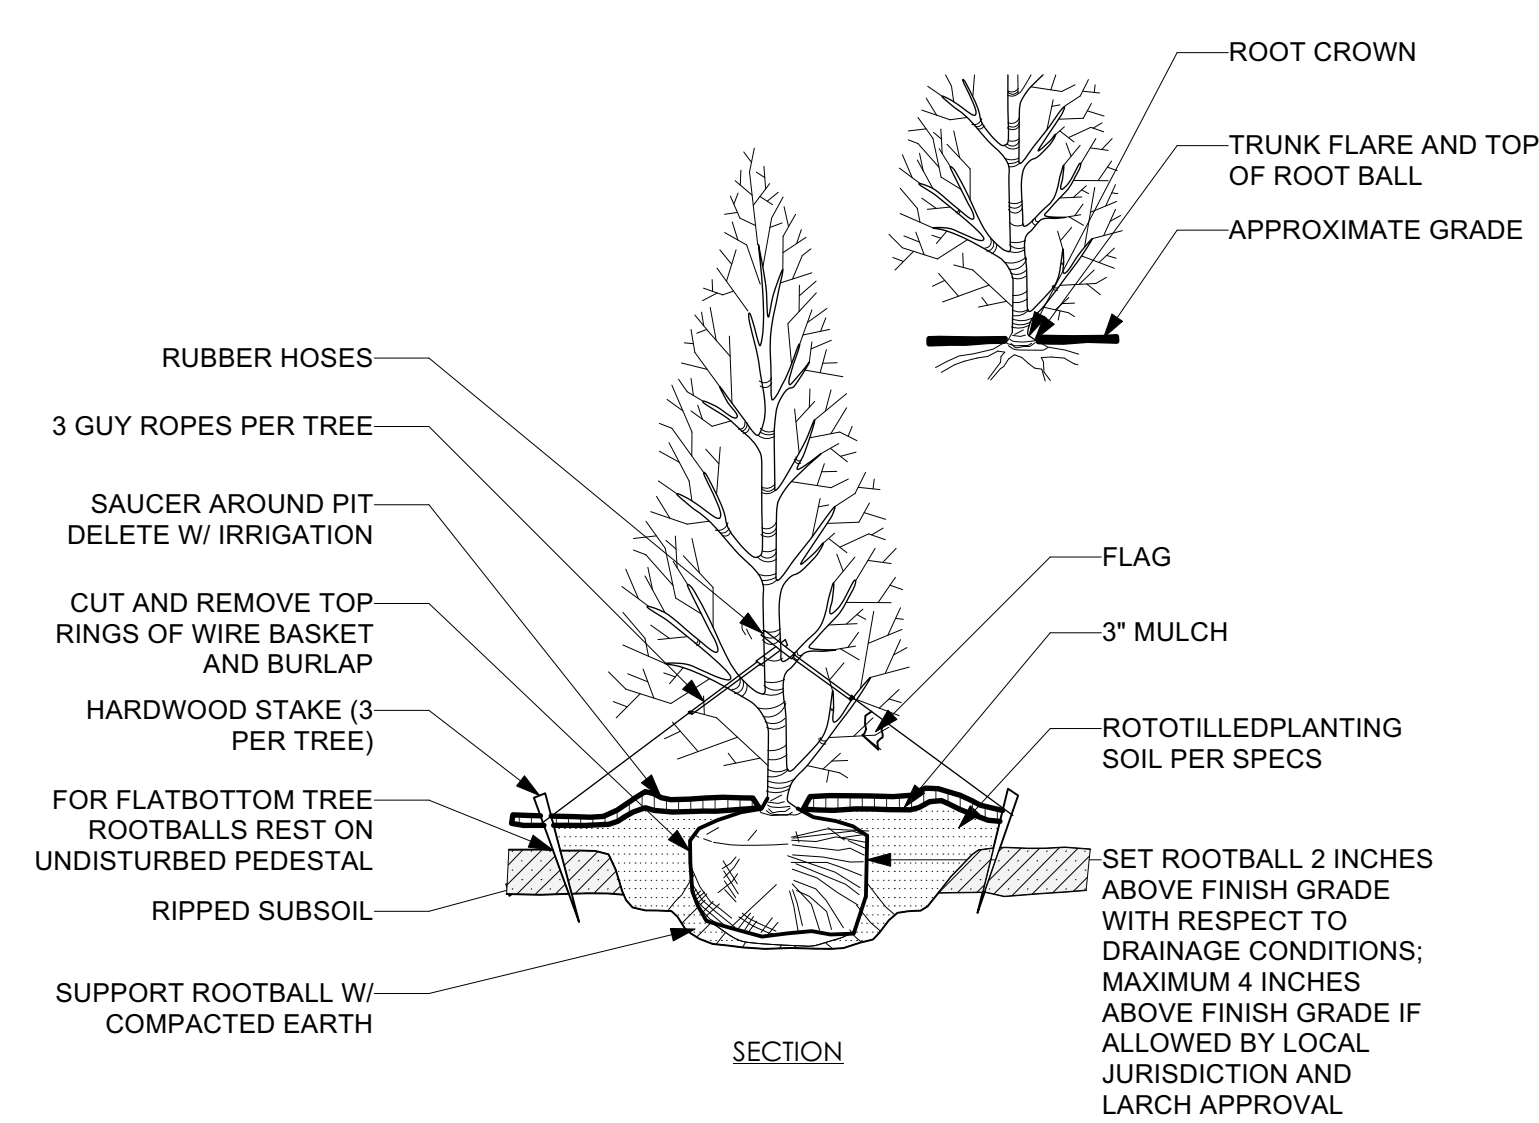 ROOT CROWN
TRUNK FLARE AND TOP
OF ROOT BALL
APPROXIMATE GRADE
RUBBER HOSES
3 GUY ROPES PER TREE
SAUCER AROUND PIT
DELETE W/ IRRIGATION
CUT AND REMOVE TOP
RINGS OF WIRE BASKET
AND BURLAP
HARDWOOD STAKE (3
PER TREE)
FOR FLATBOTTOM TREE
ROOTBALLS REST ON
UNDISTURBED PEDESTAL
RIPPED SUBSOIL
SUPPORT ROOTBALL W/
COMPACTED EARTH
FLAG
3" MULCH
ROTOTILLEDPLANTING
SOIL PER SPECS
SET ROOTBALL 2 INCHES
ABOVE FINISH GRADE
WITH RESPECT TO
DRAINAGE CONDITIONS;
MAXIMUM 4 INCHES
ABOVE FINISH GRADE IF
ALLOWED BY LOCAL
JURISDICTION AND
LARCH APPROVAL
SECTION